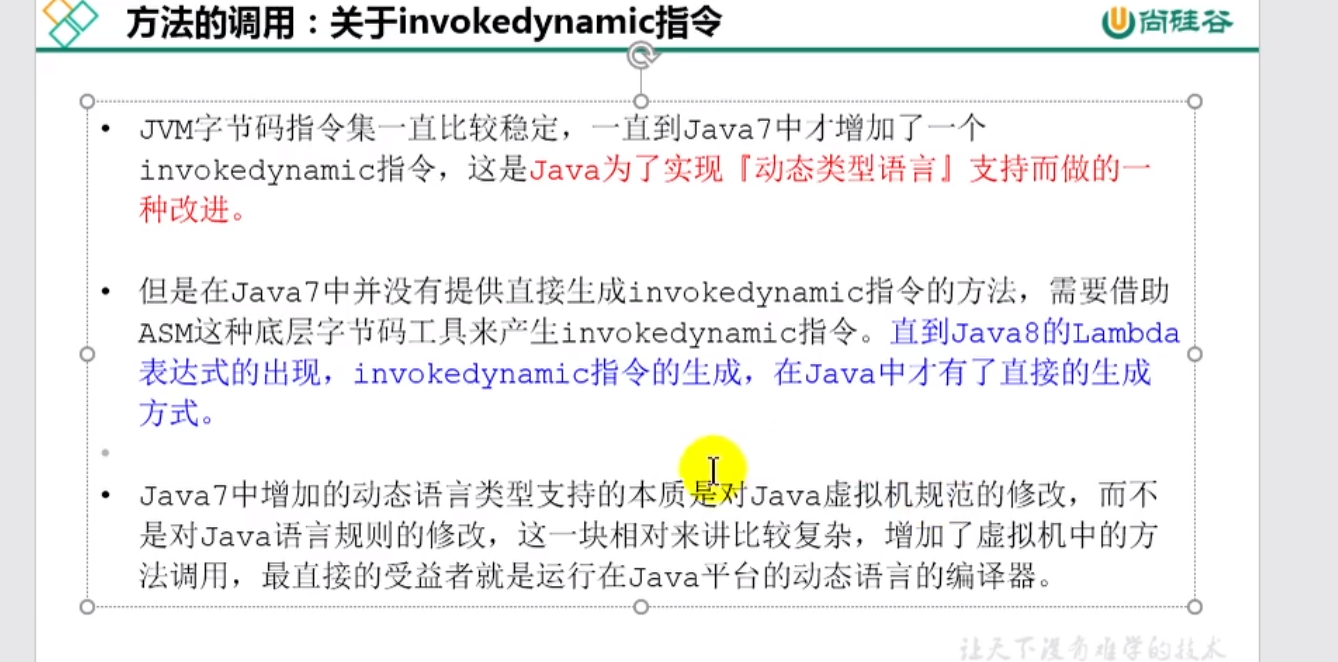 方法的调用：关于invokedynamic指令
尚硅谷
• JVM字节码指令集一直比较稳定，一直到Java7中才增加了一个
invokedynamic指令，这是Java为了实现『动态类型语言』支持而做的一
种改进。
• 但是在Java7中并没有提供直接生成invokedynamic指令的方法，需要借助
ASM这种底层字节码工具来产生invokedynamic指令。直到Java8的Lambda
表达式的出现，invokedynamic指令的生成，在Java中才有了直接的生成
方式。
• Java7中增加的动态语言类型支持的本质是对Java虚拟机规范的修改，而不
是对Java语言规则的修改，这一块相对来讲比较复杂，增加了虚拟机中的方
法调用，最直接的受益者就是运行在Java平台的动态语言的编译器。
让天下没有难学的技术